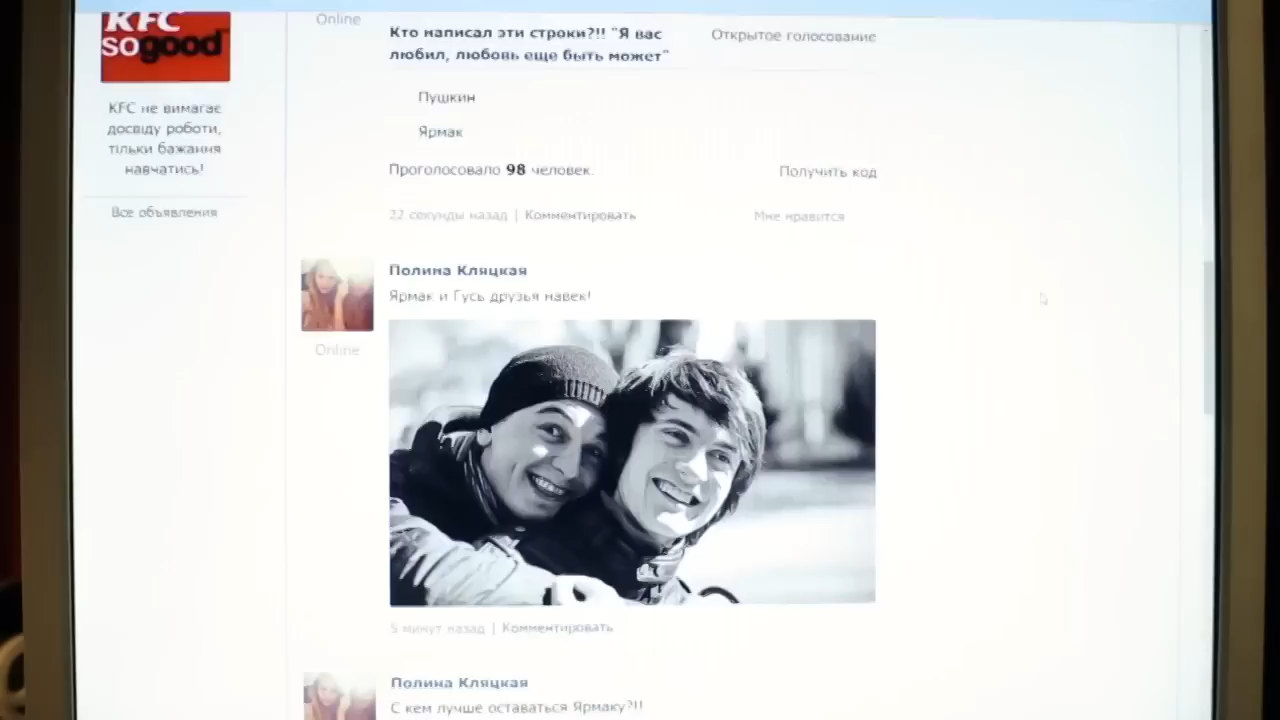 KFC
so good
KFC не вимагає
досвіду роботи,
тільки бажання
навчатись!
Все объявления
Online
Кто написал эти строки?!! "Я вас
любил, любовь еще быть может"
Открытое голосование
Пушкин
Ярмак
Проголосовало 98 человек.
Получить код
22 секунды назад | Комментировать
Мне нравится
Полина Кляцкая
Ярмак и Гусь друзья навек!
Online
5 минут назад | Комментировать
Полина Кляцкая
С кем лучше оставаться Ярмаку?!!